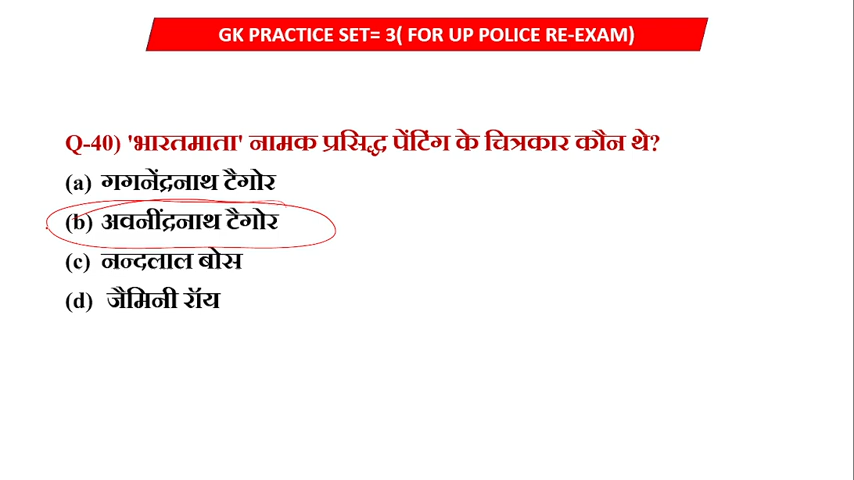 GK PRACTICE SET= 3( FOR UP POLICE RE-EXAM)
Q-40) 'भारतमाता' नामक प्रसिद्ध पेंटिंग के चित्रकार कौन थे?
(a) गगनेंद्रनाथ टैगोर
(b) अवनींद्रनाथ टैगोर
(c) नन्दलाल बोस
(d) जैमिनी रॉय